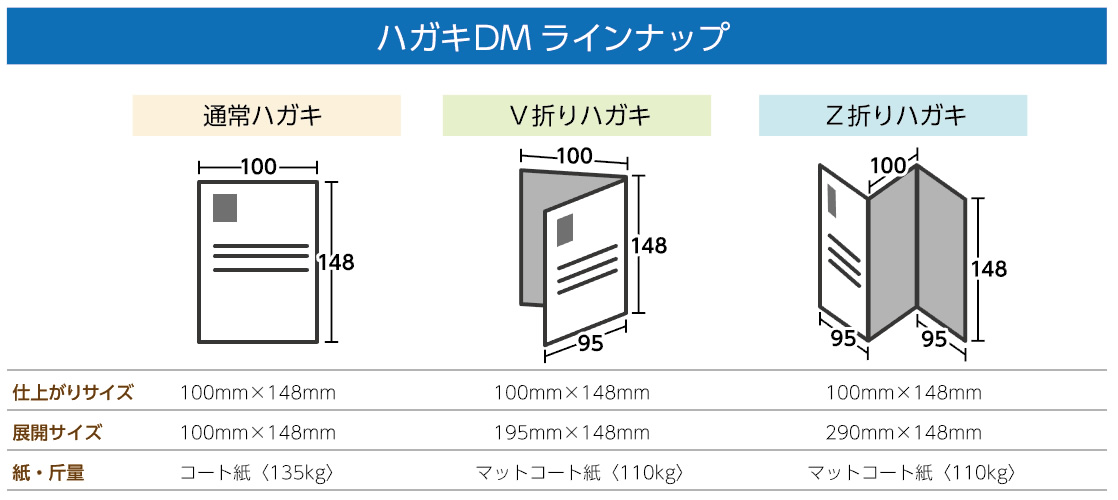 ハガキDM ラインナップ
通常ハガキ
V折りハガキ
Z折りハガキ
100
148
100
148
95
100
148
95
95
仕上がりサイズ 100mm×148mm 100mm×148mm 100mm×148mm
展開サイズ 100mm×148mm 195mm×148mm 290mm×148mm
紙・斤量 コート紙〈135kg〉 マットコート紙〈110kg〉 マットコート紙〈110kg〉